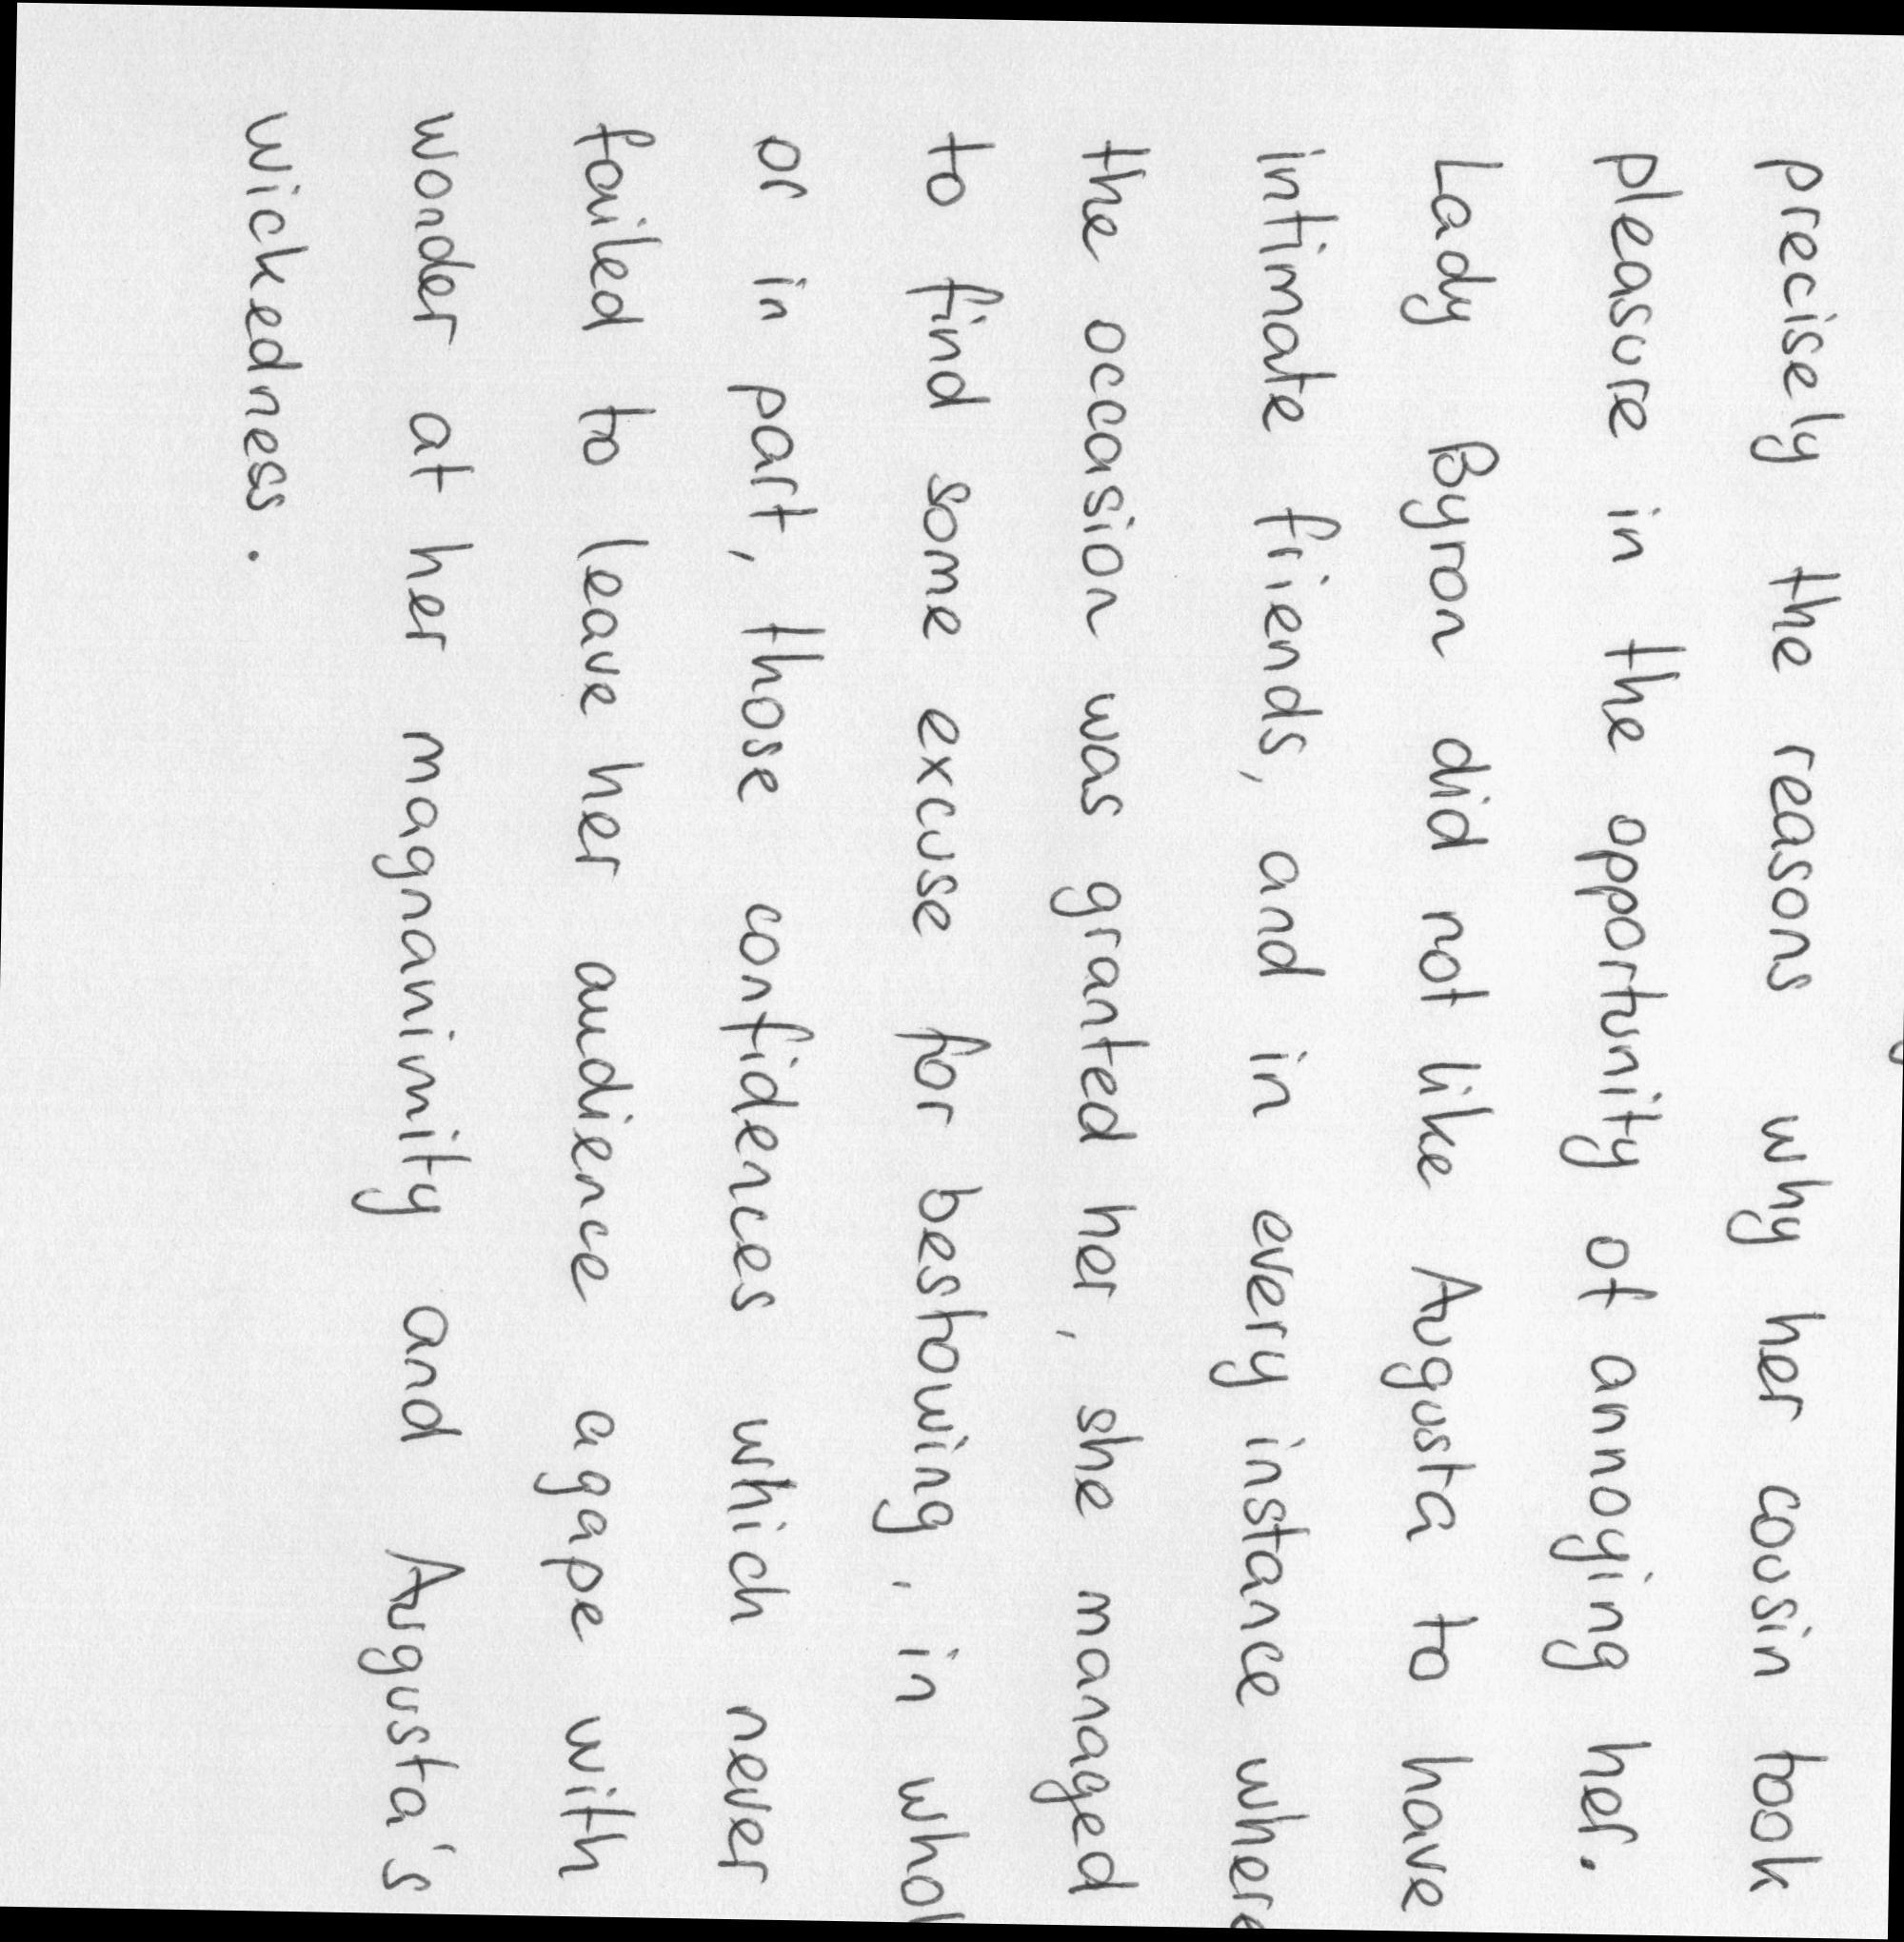 precisely the reasons why her cousin took
pleasure in the opportunity of annoying her.
Lady Byron did not like Augusta to have
intimate friends, and in every instance where
the occasion was granted her, she managed
to find some excuse for bestowing, in whol
or in part, those confidences which never
failed to leave her audience agape with
wonder at her magnanimity and Augusta's
wickedness.